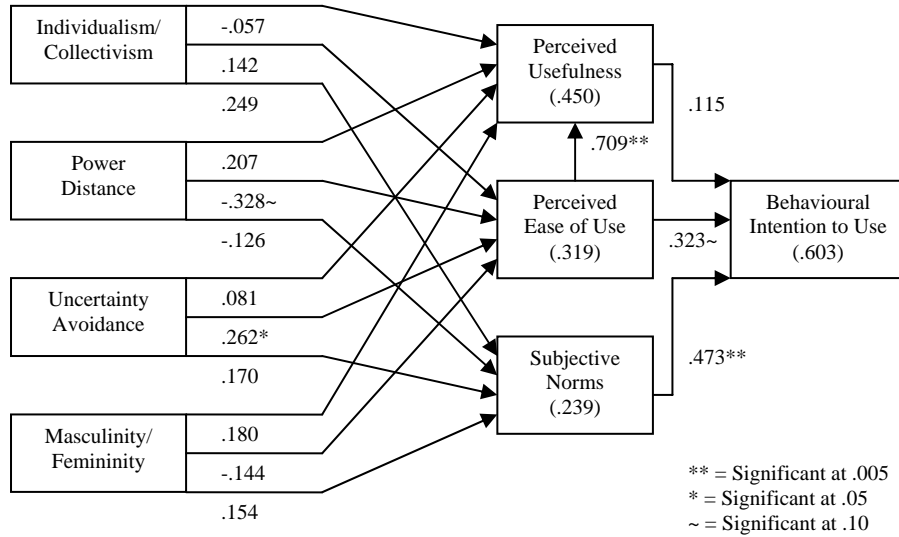 Individualism/
Collectivism
-.057
.142
.249
Power
Distance
.207
-.328~
-.126
Uncertainty
Avoidance
.081
.262*
.170
Masculinity/
Femininity
.180
-.144
.154
Perceived
Usefulness
(.450)
.709**
Perceived
Ease of Use
(.319)
Subjective
Norms
(.239)
.115
.323~
.473**
Behavioural
Intention to Use
(.603)
** = Significant at .005
* = Significant at .05
~ = Significant at .10